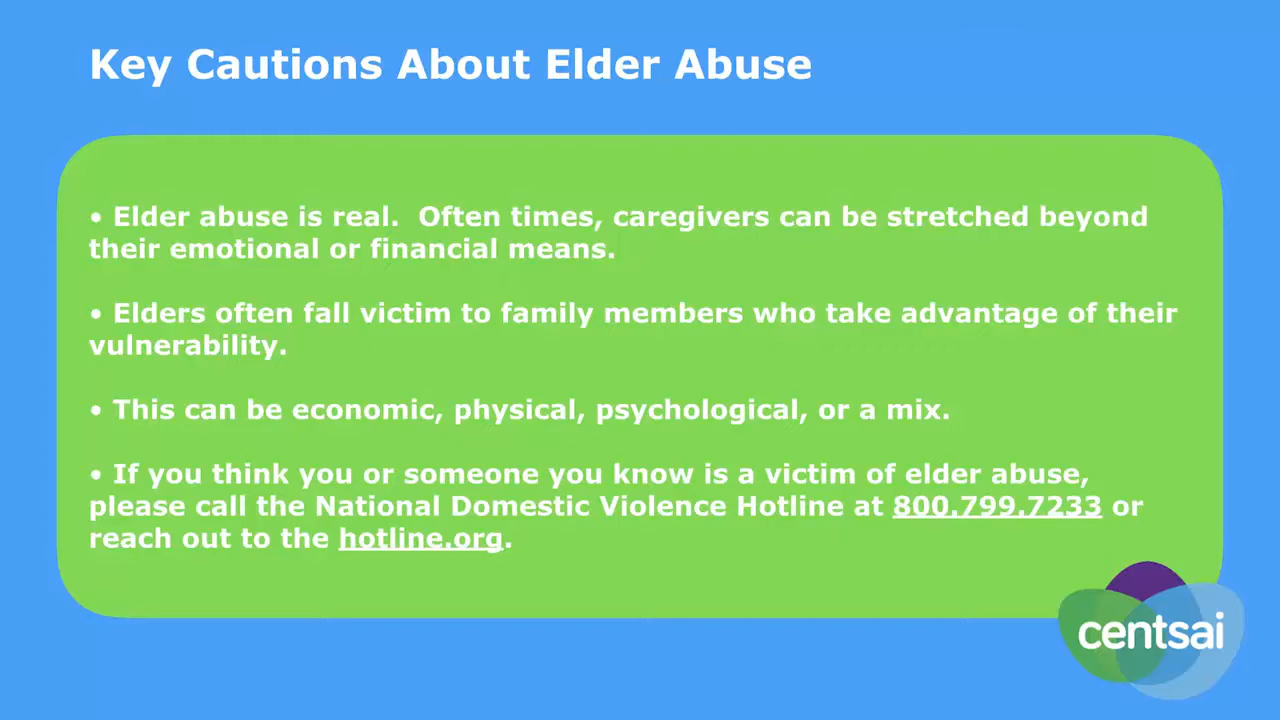 Key Cautions About Elder Abuse
• Elder abuse is real.  Often times, caregivers can be stretched beyond
their emotional or financial means.
• Elders often fall victim to family members who take advantage of their
vulnerability.
• This can be economic, physical, psychological, or a mix.
• If you think you or someone you know is a victim of elder abuse,
please call the National Domestic Violence Hotline at 800.799.7233 or
reach out to the hotline.org.
centsai